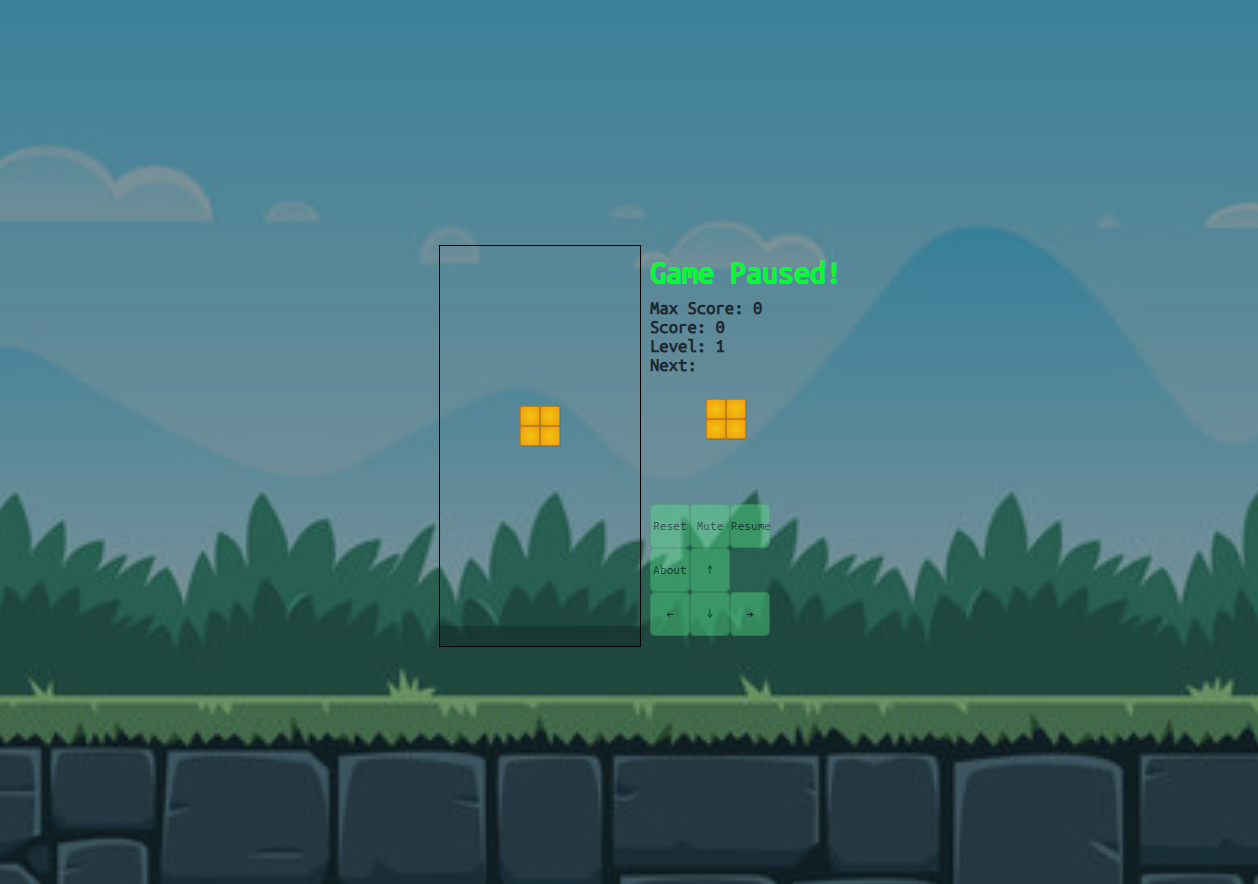 Game Paused!
Max Score: 0
Score: 0
Level: 1
Next:
Reset Mute Resume
About ↑
← ↓ →